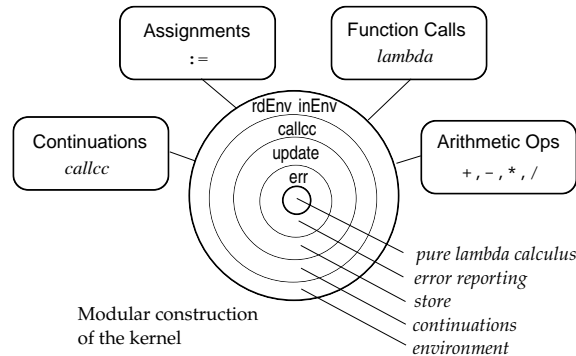 Assignments
:=
Function Calls
lambda
Continuations
callcc
Arithmetic Ops
+,-,*,/
rdEnv inEnv
callcc
update
err
pure lambda calculus
error reporting
store
continuations
environment
Modular construction
of the kernel